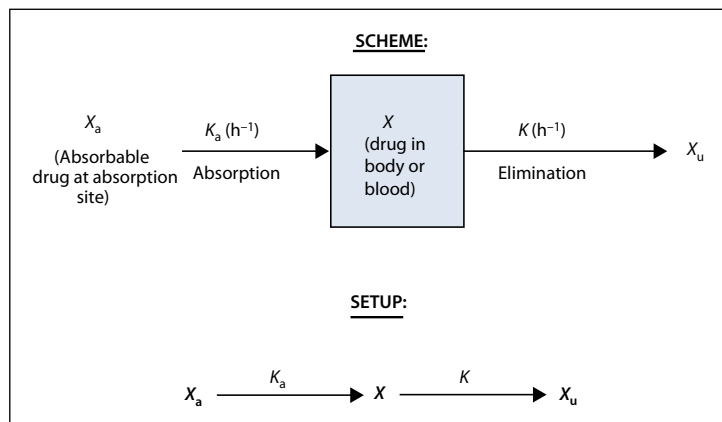 SCHEME:
Xₐ
(Absorbable
drug at absorption
site)
Kₐ (h⁻¹)
Absorption
X
(drug in
body or
blood)
K (h⁻¹)
Elimination
Xᵤ
SETUP:
Xₐ Kₐ X K Xᵤ